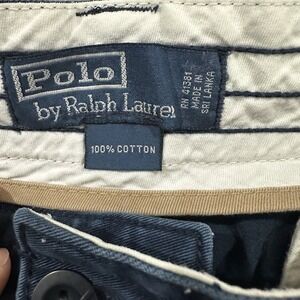 Polo
by Ralph Lauren
RN 41381
MADE IN
SRI LANKA
100% COTTON